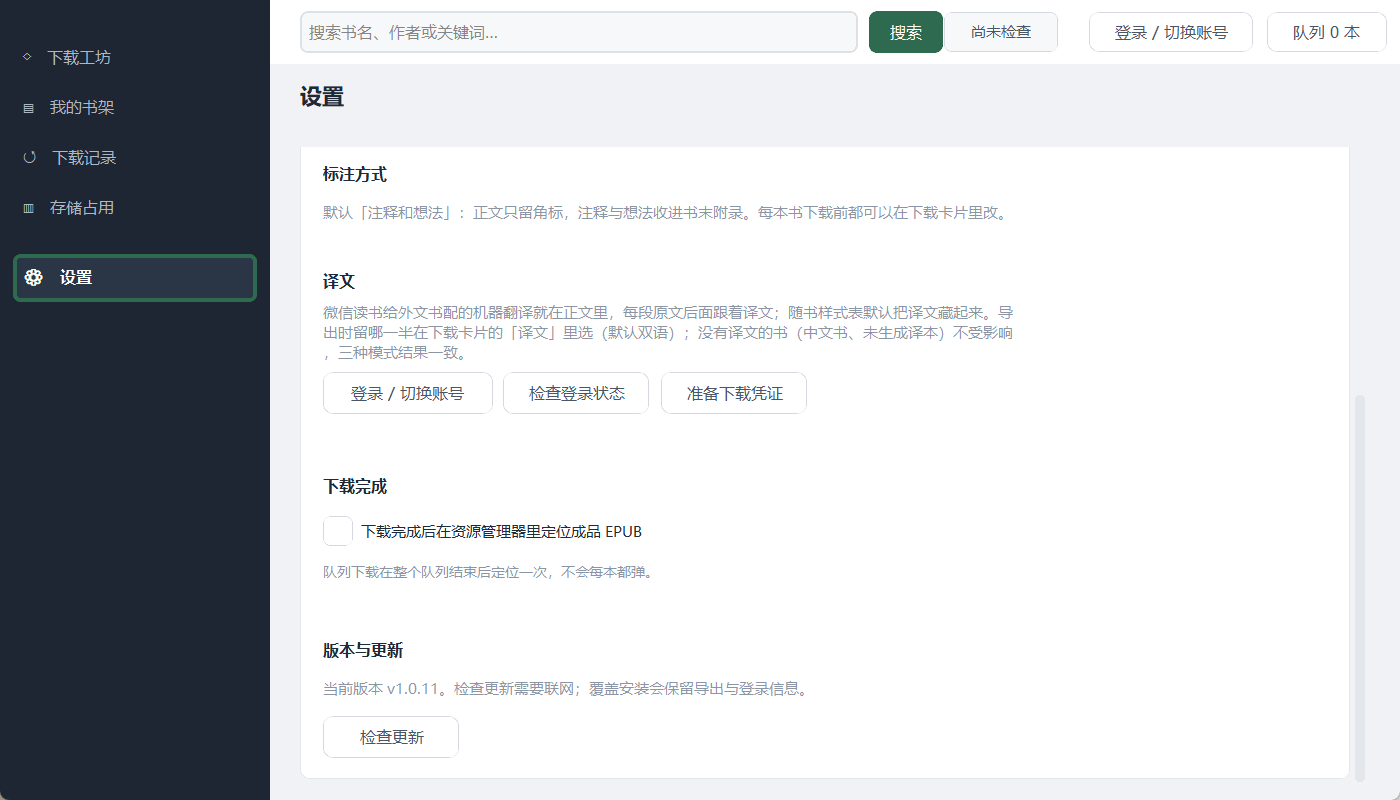 下载工坊
我的书架
下载记录
存储占用
设置
搜索书名、作者或关键词...
搜索
尚未检查
登录 / 切换账号
队列 0 本
设置
标注方式
默认「注释和想法」：正文只留角标，注释与想法收进书末附录。每本书下载前都可以在下载卡片里改。
译文
微信读书给外文书配的机器翻译就在正文里，每段原文后面跟着译文；随书样式表默认把译文藏起来。导
出时留哪一半在下载卡片的「译文」里选（默认双语）；没有译文的书（中文书、未生成译本）不受影响
，三种模式结果一致。
登录 / 切换账号
检查登录状态
准备下载凭证
下载完成
下载完成后在资源管理器里定位成品 EPUB
队列下载在整个队列结束后定位一次，不会每本都弹。
版本与更新
当前版本 v1.0.11。检查更新需要联网；覆盖安装会保留导出与登录信息。
检查更新